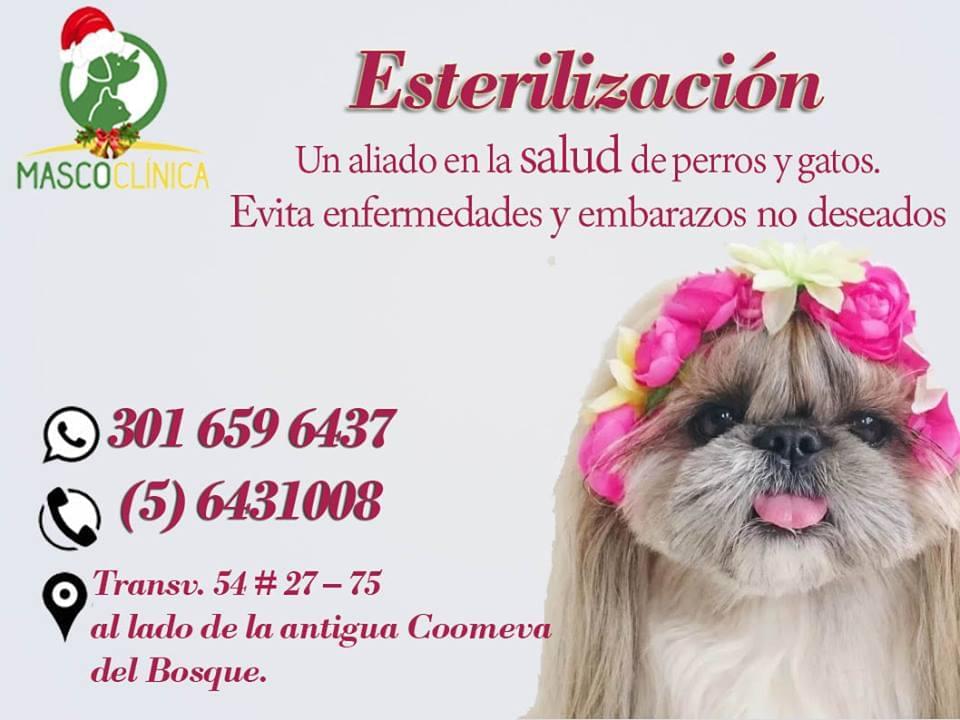 MASCOCLÍNICA
Esterilización
Un aliado en la salud de perros y gatos.
Evita enfermedades y embarazos no deseados
301 659 6437
(5) 6431008
Transv. 54 # 27 – 75
al lado de la antigua Coomeva
del Bosque.